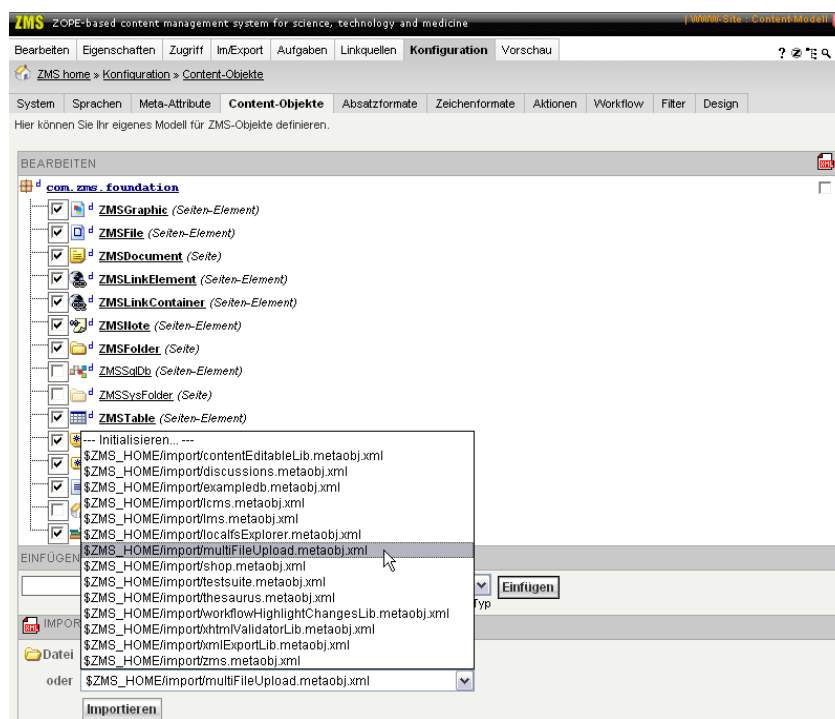 ZMS ZOPE-based content management system for science, technology and medicine | WWW-Site : Content-Modell
Bearbeiten Eigenschaften Zugriff Im/Export Aufgaben Linkquellen Konfiguration Vorschau
ZMS home » Konfiguration » Content-Objekte
System Sprachen Meta-Attribute Content-Objekte Absatzformate Zeichenformate Aktionen Workflow Filter Design
Hier können Sie Ihr eigenes Modell für ZMS-Objekte definieren.
BEARBEITEN XML
d com.zms.foundation
d ZMSGraphic (Seiten-Element)
d ZMSFile (Seiten-Element)
d ZMSDocument (Seite)
d ZMSLinkElement (Seiten-Element)
d ZMSLinkContainer (Seiten-Element)
d ZMSNote (Seiten-Element)
d ZMSFolder (Seite)
d ZMSSqlDb (Seiten-Element)
d ZMSSysFolder (Seite)
d ZMSTable (Seiten-Element)
--- Initialisieren... ---
$ZMS_HOME/import/contentEditableLib.metaobj.xml
$ZMS_HOME/import/discussions.metaobj.xml
$ZMS_HOME/import/exampledb.metaobj.xml
$ZMS_HOME/import/lcms.metaobj.xml
$ZMS_HOME/import/lms.metaobj.xml
$ZMS_HOME/import/localfsExplorer.metaobj.xml
$ZMS_HOME/import/multiFileUpload.metaobj.xml
$ZMS_HOME/import/shop.metaobj.xml
$ZMS_HOME/import/testsuite.metaobj.xml
$ZMS_HOME/import/thesaurus.metaobj.xml
$ZMS_HOME/import/workflowHighlightChangesLib.metaobj.xml
$ZMS_HOME/import/xhtmlValidatorLib.metaobj.xml
$ZMS_HOME/import/xmlExportLib.metaobj.xml
$ZMS_HOME/import/zms.metaobj.xml
EINFÜGEN
Einfügen
Typ
XML IMPOR
Datei
oder $ZMS_HOME/import/multiFileUpload.metaobj.xml
Importieren